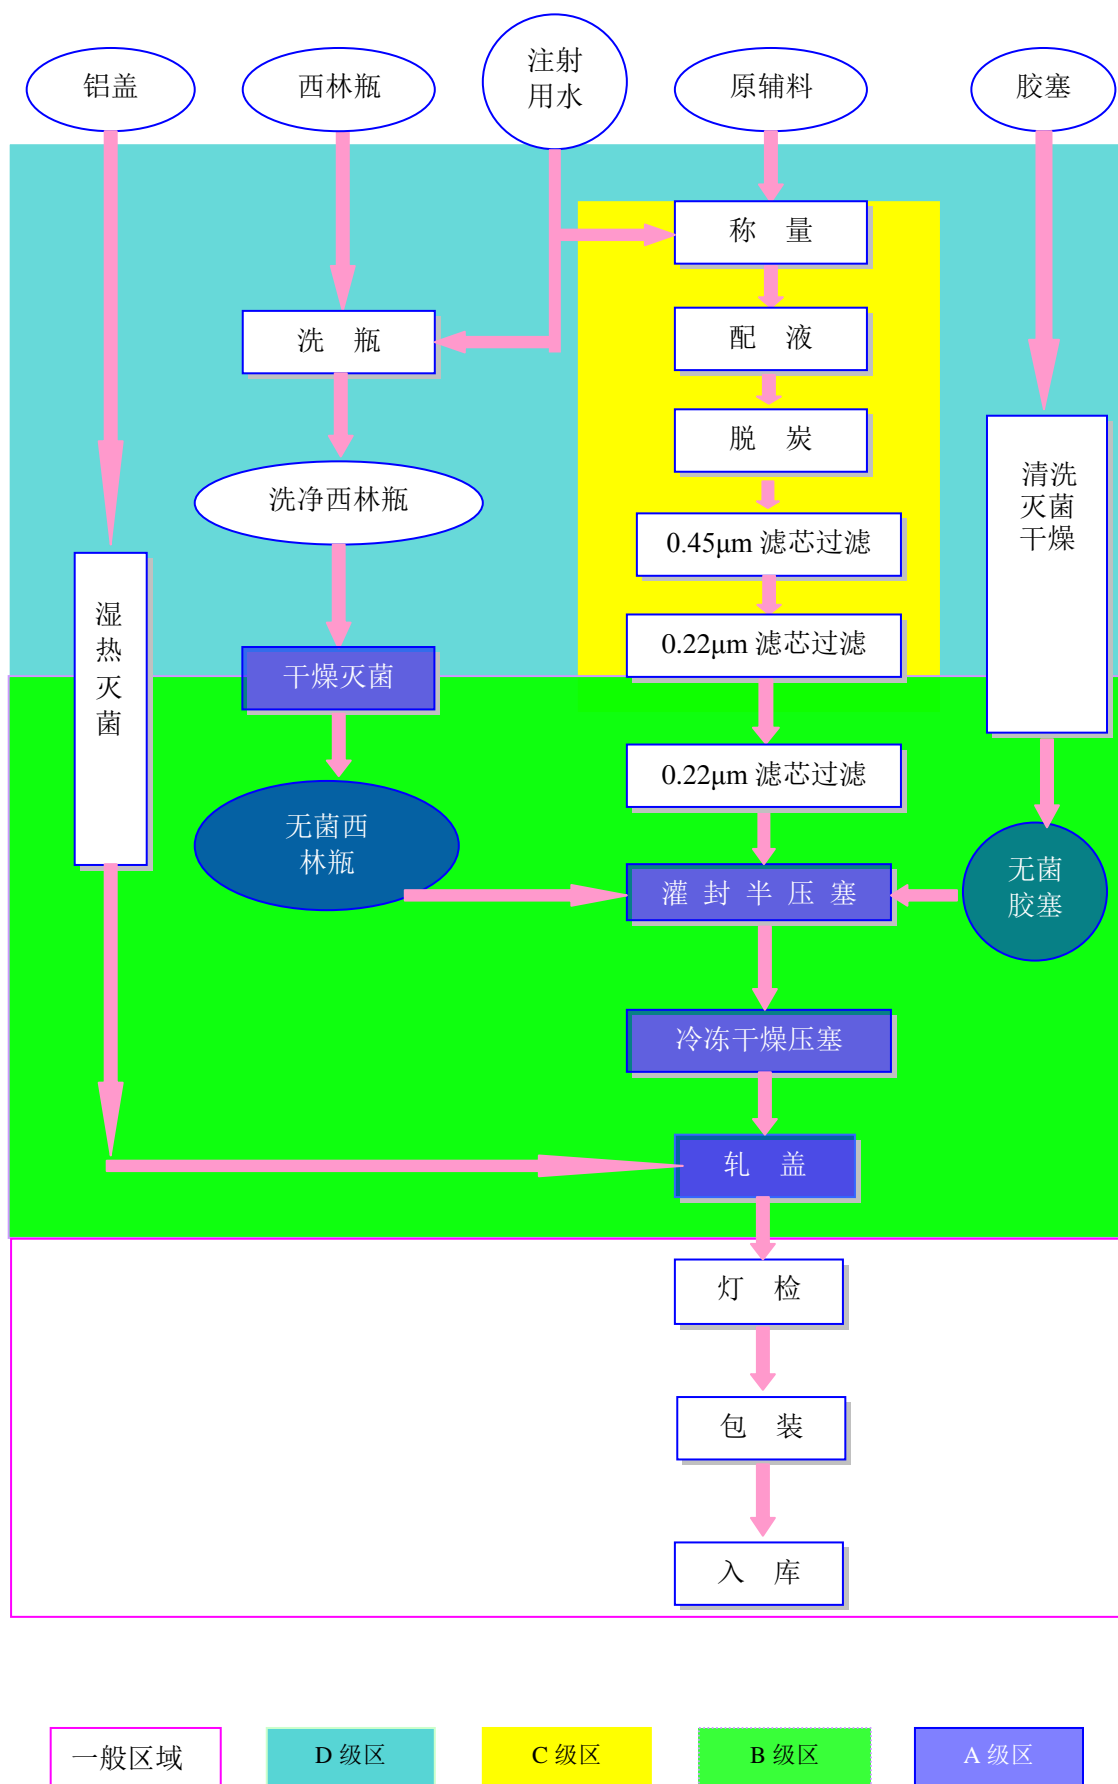 铝盖
西林瓶
注射
用水
原辅料
胶塞
称 量
洗 瓶
配 液
脱 炭
洗净西林瓶
清洗
灭菌
干燥
0.45μm 滤芯过滤
湿
热
灭
菌
0.22μm 滤芯过滤
干燥灭菌
0.22μm 滤芯过滤
无菌西
林瓶
灌 封 半 压 塞
无菌
胶塞
冷冻干燥压塞
轧 盖
灯 检
包 装
入 库
一般区域
D 级区
C 级区
B 级区
A 级区